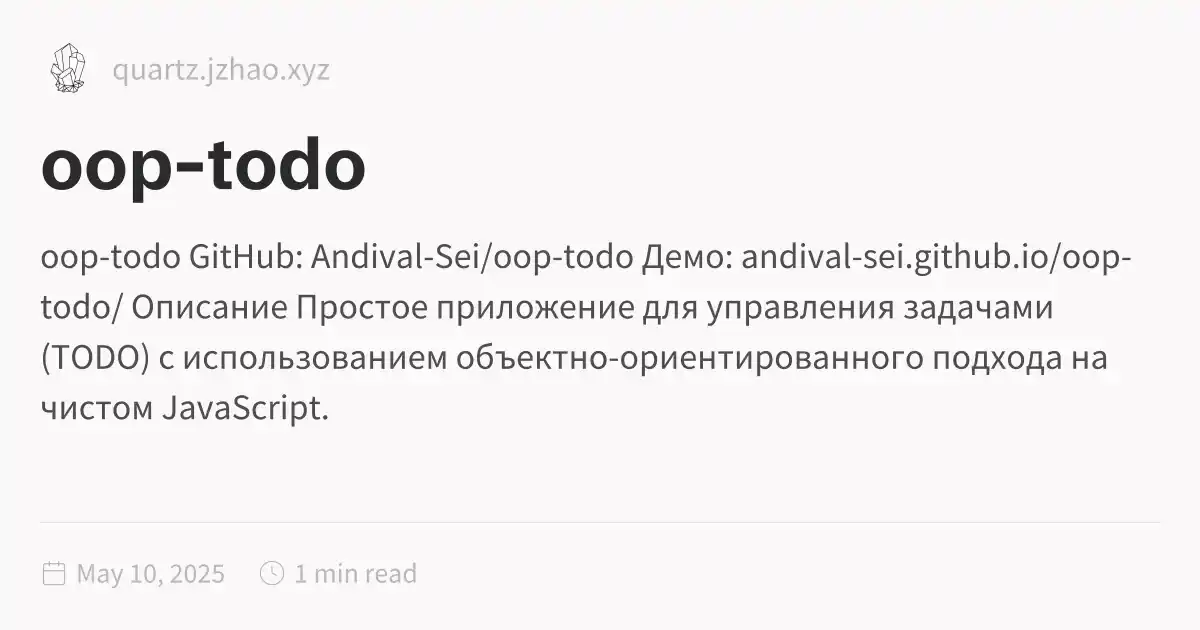 quartz.jzhao.xyz
oop-todo
oop-todo GitHub: Andival-Sei/oop-todo Демо: andival-sei.github.io/oop-
todo/ Описание Простое приложение для управления задачами
(TODO) с использованием объектно-ориентированного подхода на
чистом JavaScript.
May 10, 2025 1 min read